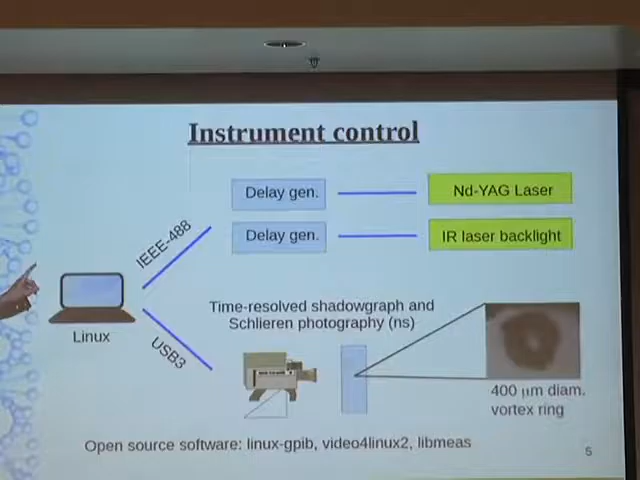 Instrument control
Delay gen.
Nd-YAG Laser
IEEE-488
Delay gen.
IR laser backlight
Linux
USB3
Time-resolved shadowgraph and
Schlieren photography (ns)
400 μm diam.
vortex ring
Open source software: linux-gpib, video4linux2, libmeas
5